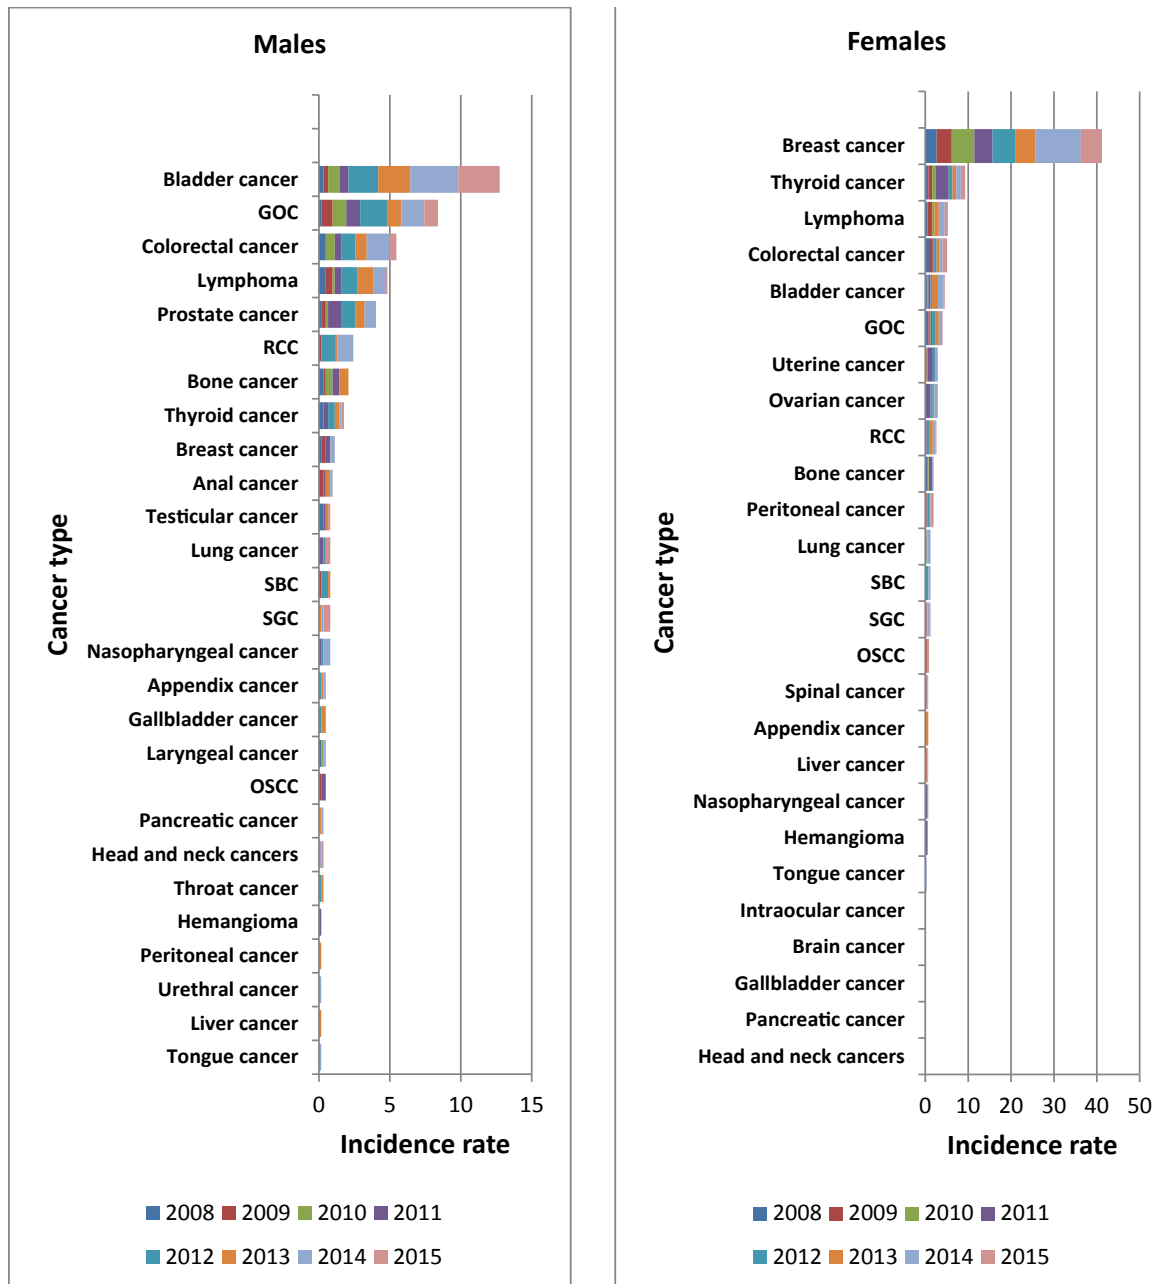 Males
Bladder cancer
GOC
Colorectal cancer
Lymphoma
Prostate cancer
RCC
Bone cancer
Thyroid cancer
Breast cancer
Anal cancer
Testicular cancer
Lung cancer
SBC
SGC
Nasopharyngeal cancer
Appendix cancer
Gallbladder cancer
Laryngeal cancer
OSCC
Pancreatic cancer
Head and neck cancers
Throat cancer
Hemangioma
Peritoneal cancer
Urethral cancer
Liver cancer
Tongue cancer
Cancer type
0 5 10 15
Incidence rate
2008 2009 2010 2011
2012 2013 2014 2015
Females
Breast cancer
Thyroid cancer
Lymphoma
Colorectal cancer
Bladder cancer
GOC
Uterine cancer
Ovarian cancer
RCC
Bone cancer
Peritoneal cancer
Lung cancer
SBC
SGC
OSCC
Spinal cancer
Appendix cancer
Liver cancer
Nasopharyngeal cancer
Hemangioma
Tongue cancer
Intraocular cancer
Brain cancer
Gallbladder cancer
Pancreatic cancer
Head and neck cancers
Cancer type
0 10 20 30 40 50
Incidence rate
2008 2009 2010 2011
2012 2013 2014 2015